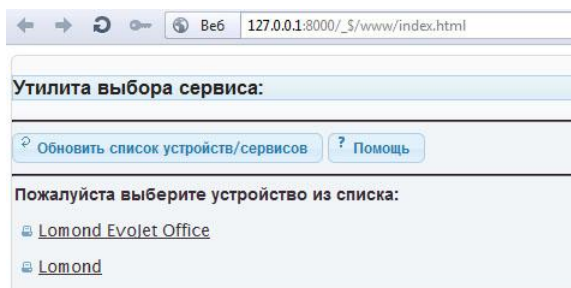 Веб 127.0.0.1:8000/_$/www/index.html
Утилита выбора сервиса:
Обновить список устройств/сервисов ? Помощь
Пожалуйста выберите устройство из списка:
Lomond EvoJet Office
Lomond